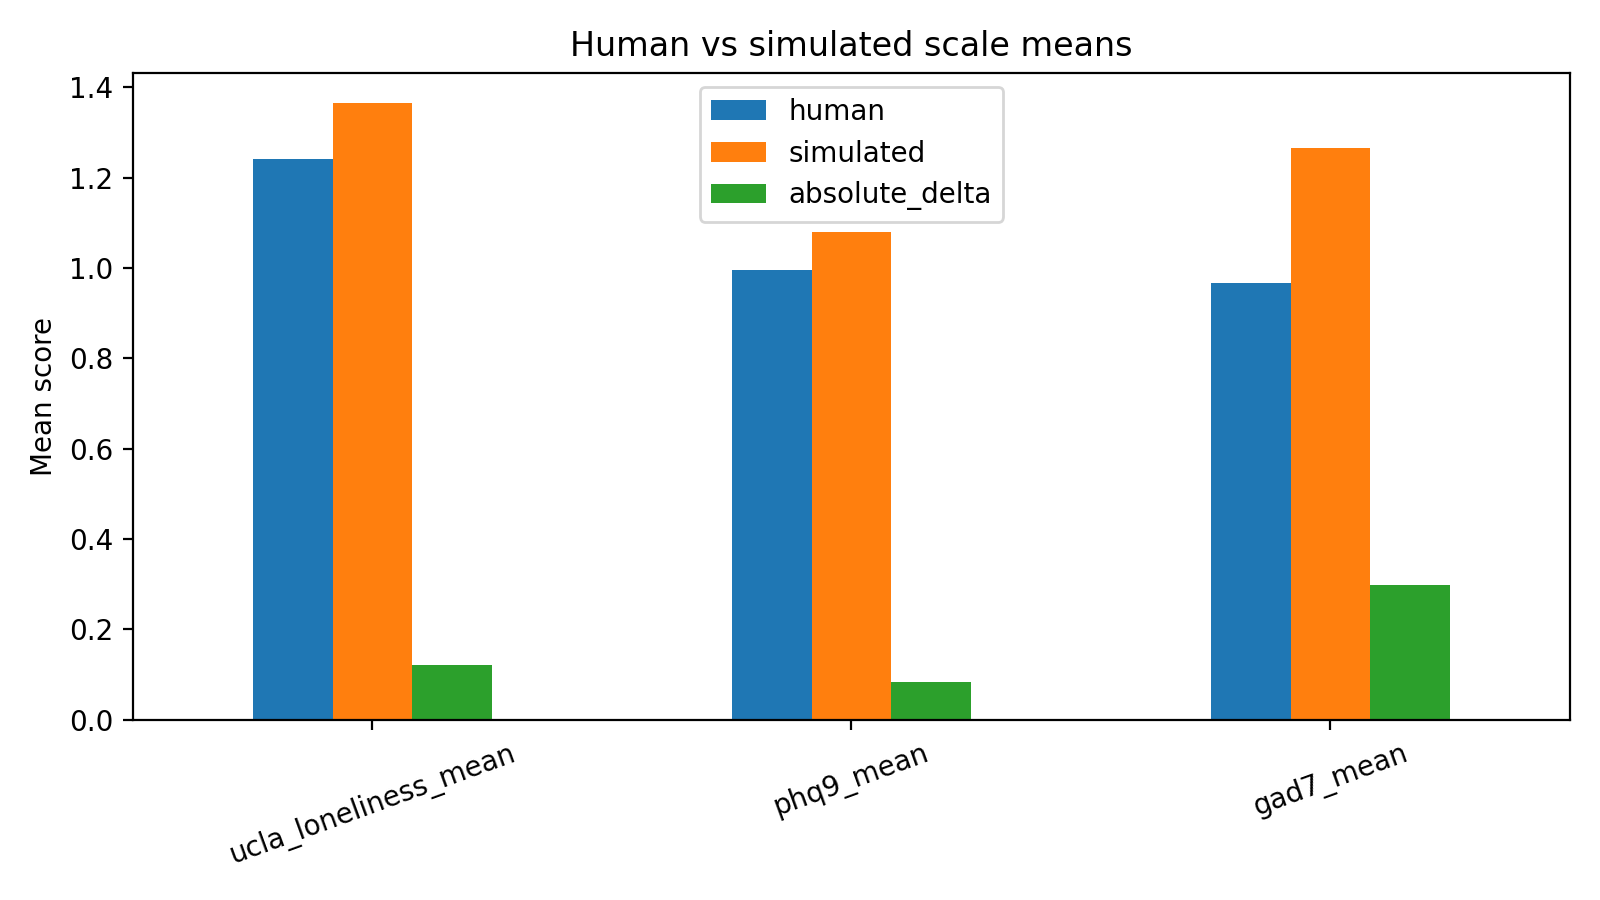 Human vs simulated scale means
human
simulated
absolute_delta
Mean score
1.4
1.2
1.0
0.8
0.6
0.4
0.2
0.0
ucla_loneliness_mean
phq9_mean
gad7_mean